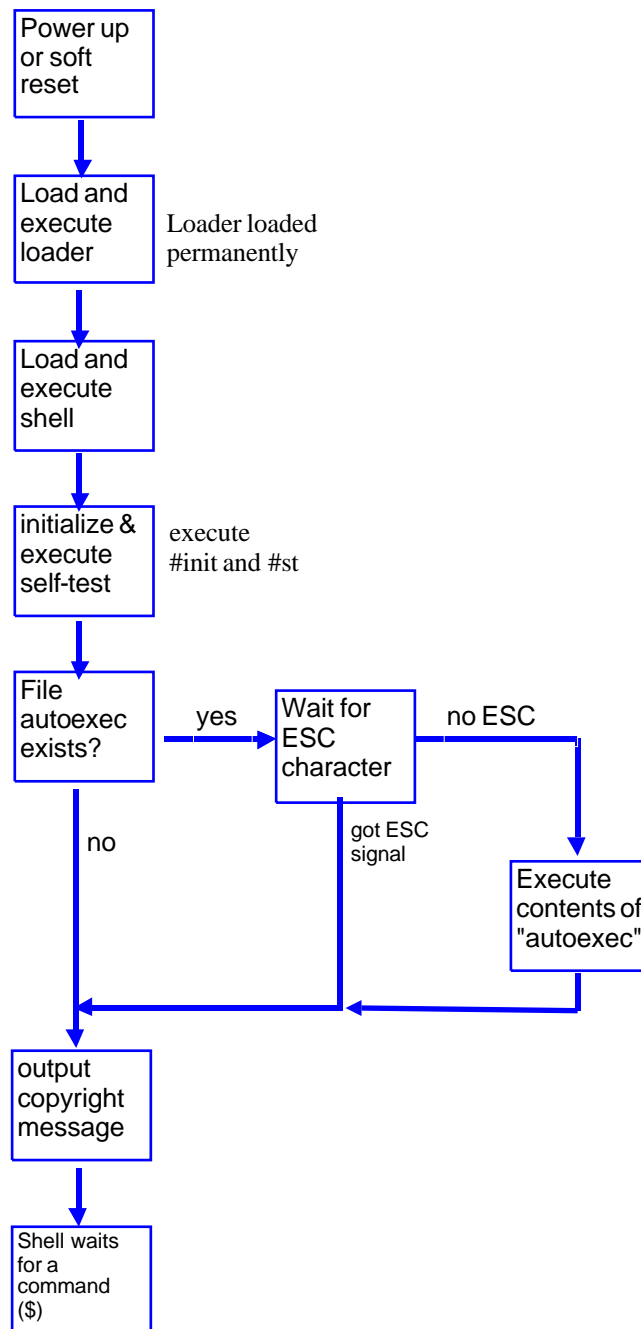 Power up
or soft
reset
Load and
execute
loader
Loader loaded
permanently
Load and
execute
shell
initialize &
execute
self-test
execute
#init and #st
File
autoexec
exists?
yes
Wait for
ESC
character
no ESC
no
got ESC
signal
Execute
contents of
"autoexec"
output
copyright
message
Shell waits
for a
command
($)